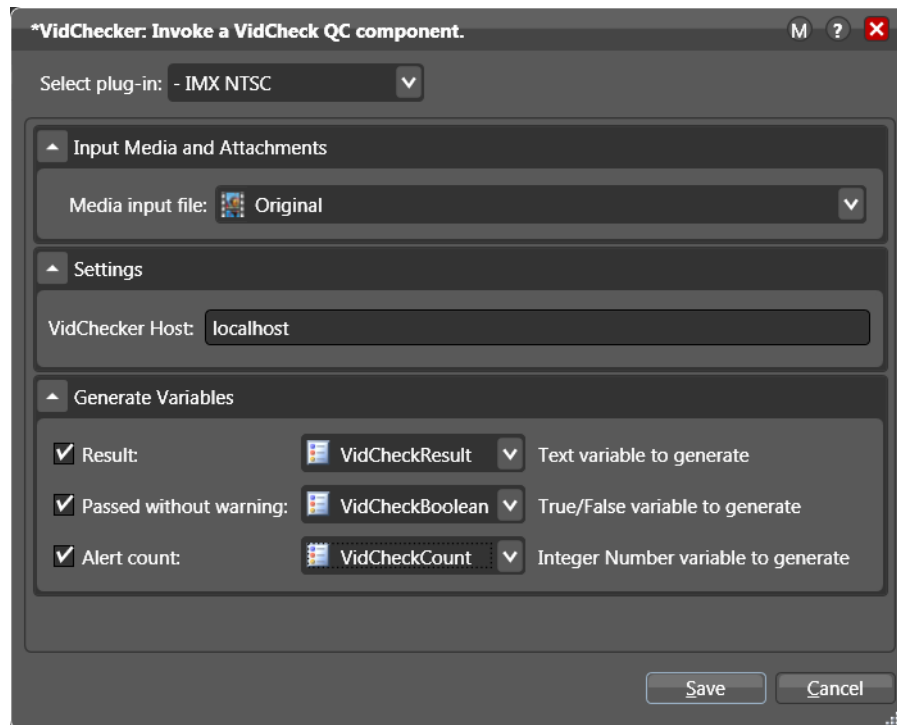 *VidChecker: Invoke a VidCheck QC component. M ?
Select plug-in: - IMX NTSC
Input Media and Attachments
Media input file: Original
Settings
VidChecker Host: localhost
Generate Variables
Result: VidCheckResult Text variable to generate
Passed without warning: VidCheckBoolean True/False variable to generate
Alert count: VidCheckCount Integer Number variable to generate
Save Cancel